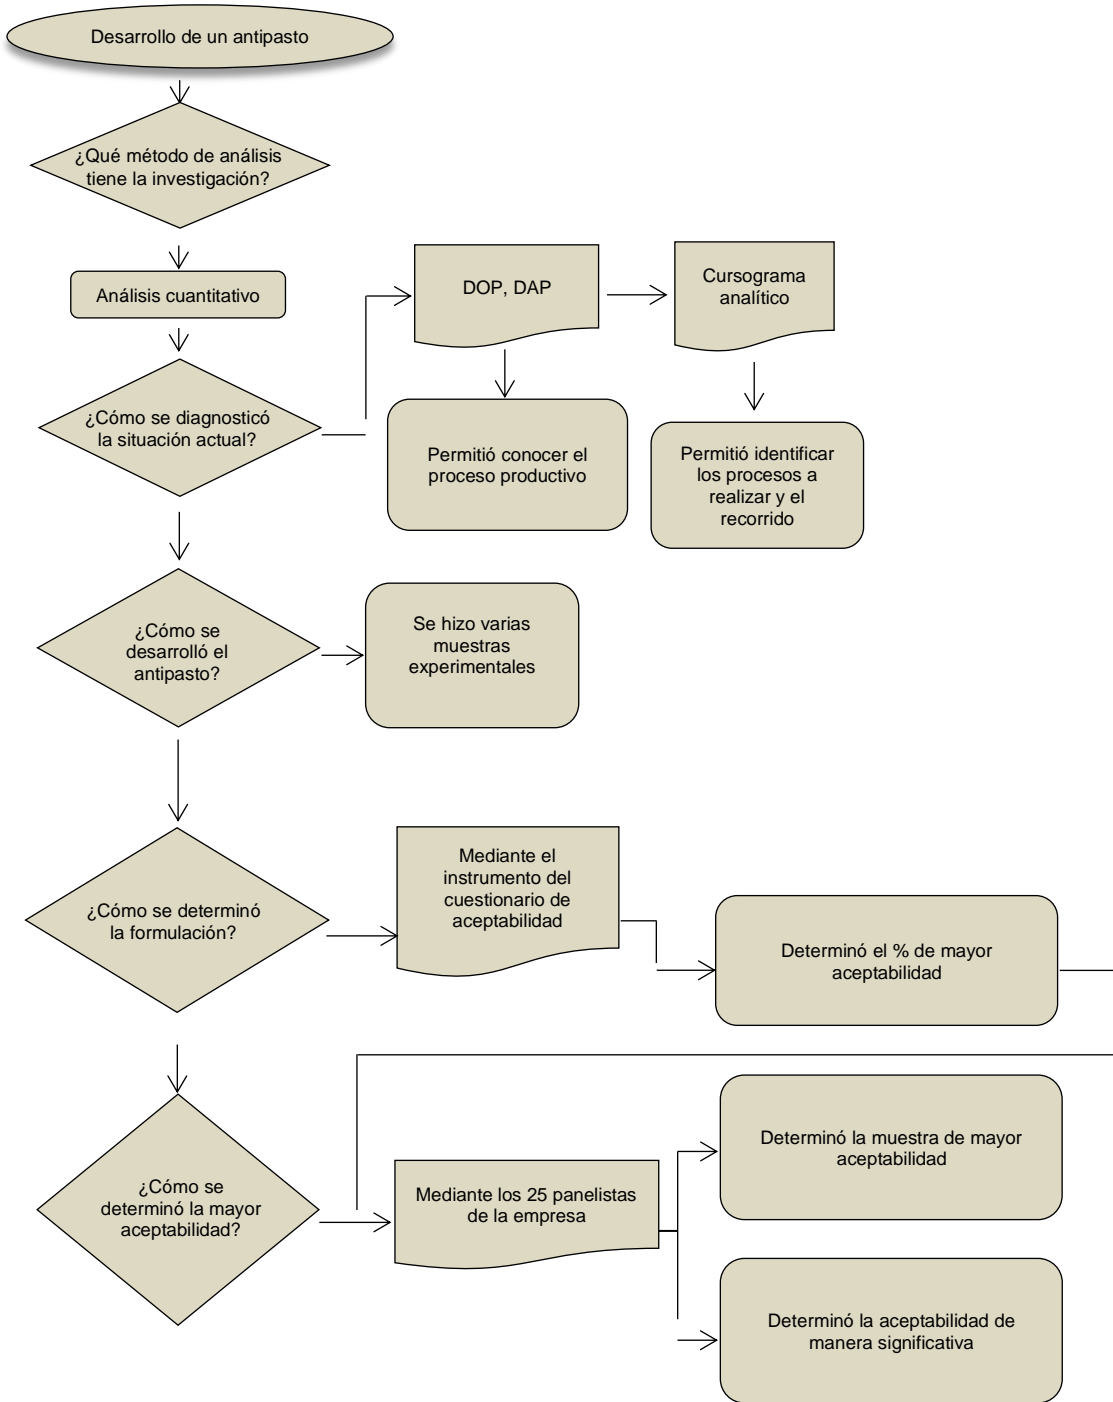 Desarrollo de un antipasto
¿Qué método de análisis
tiene la investigación?
Análisis cuantitativo
DOP, DAP
Cursograma
analítico
¿Cómo se diagnosticó
la situación actual?
Permitió conocer el
proceso productivo
Permitió identificar
los procesos a
realizar y el
recorrido
¿Cómo se
desarrolló el
antipasto?
Se hizo varias
muestras
experimentales
¿Cómo se determinó
la formulación?
Mediante el
instrumento del
cuestionario de
aceptabilidad
Determinó el % de mayor
aceptabilidad
¿Cómo se
determinó la mayor
aceptabilidad?
Mediante los 25 panelistas
de la empresa
Determinó la muestra de mayor
aceptabilidad
Determinó la aceptabilidad de
manera significativa